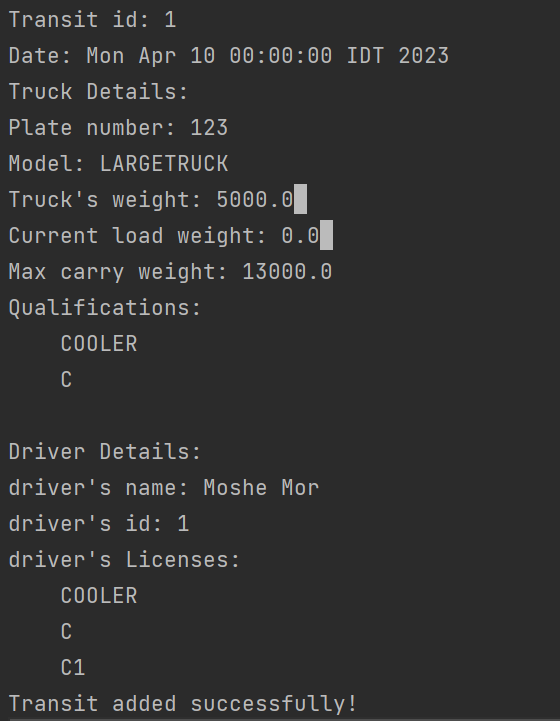 Transit id: 1
Date: Mon Apr 10 00:00:00 IDT 2023
Truck Details:
Plate number: 123
Model: LARGETRUCK
Truck's weight: 5000.0
Current load weight: 0.0
Max carry weight: 13000.0
Qualifications:
COOLER
C
Driver Details:
driver's name: Moshe Mor
driver's id: 1
driver's Licenses:
COOLER
C
C1
Transit added successfully!